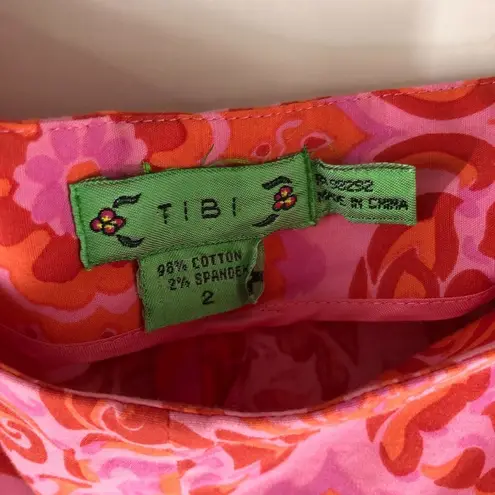 TIBI
98% COTTON
2% SPANDEX
2
MADE IN CHINA